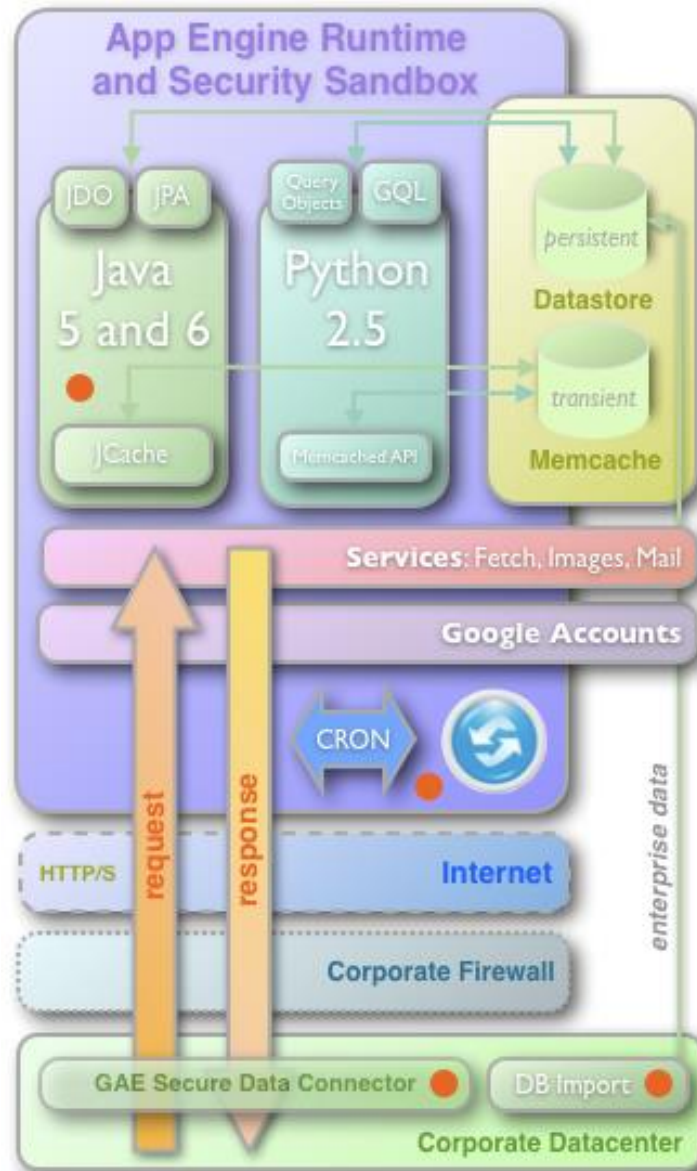 App Engine Runtime
and Security Sandbox
JDO
JPA
Query
Objects
GQL
persistent
Java
5 and 6
Python
2.5
Datastore
transient
JCache
Memcached API
Memcache
Services: Fetch, Images, Mail
Google Accounts
CRON
request
response
enterprise data
HTTP/S
Internet
Corporate Firewall
GAE Secure Data Connector
DB Import
Corporate Datacenter